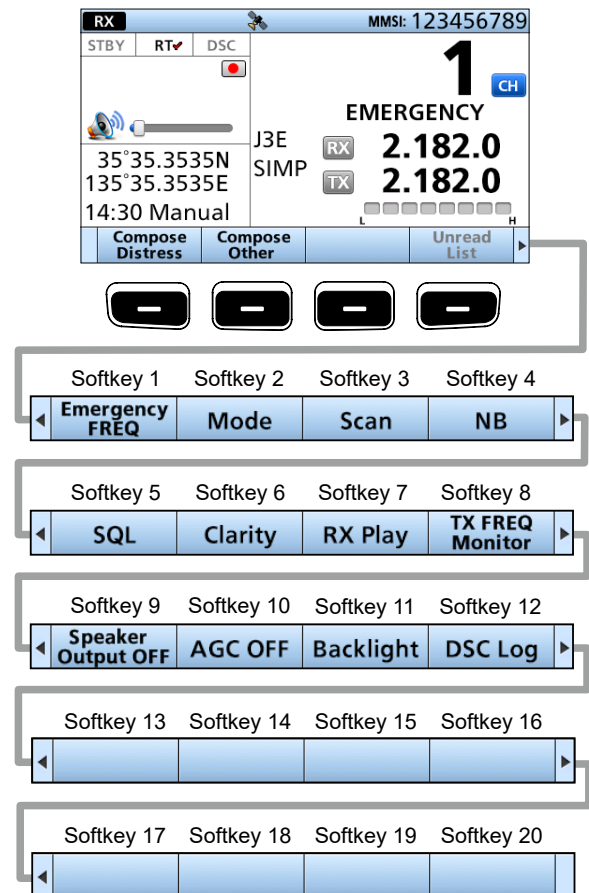 RX MMSI: 123456789
STBY RT DSC
1 CH
EMERGENCY
J3E RX 2.182.0
SIMP TX 2.182.0
35°35.3535N
135°35.3535E
14:30 Manual
L H
Compose Distress Compose Other Unread List
Softkey 1 Softkey 2 Softkey 3 Softkey 4
Emergency FREQ Mode Scan NB
Softkey 5 Softkey 6 Softkey 7 Softkey 8
SQL Clarity RX Play TX FREQ Monitor
Softkey 9 Softkey 10 Softkey 11 Softkey 12
Speaker Output OFF AGC OFF Backlight DSC Log
Softkey 13 Softkey 14 Softkey 15 Softkey 16
Softkey 17 Softkey 18 Softkey 19 Softkey 20